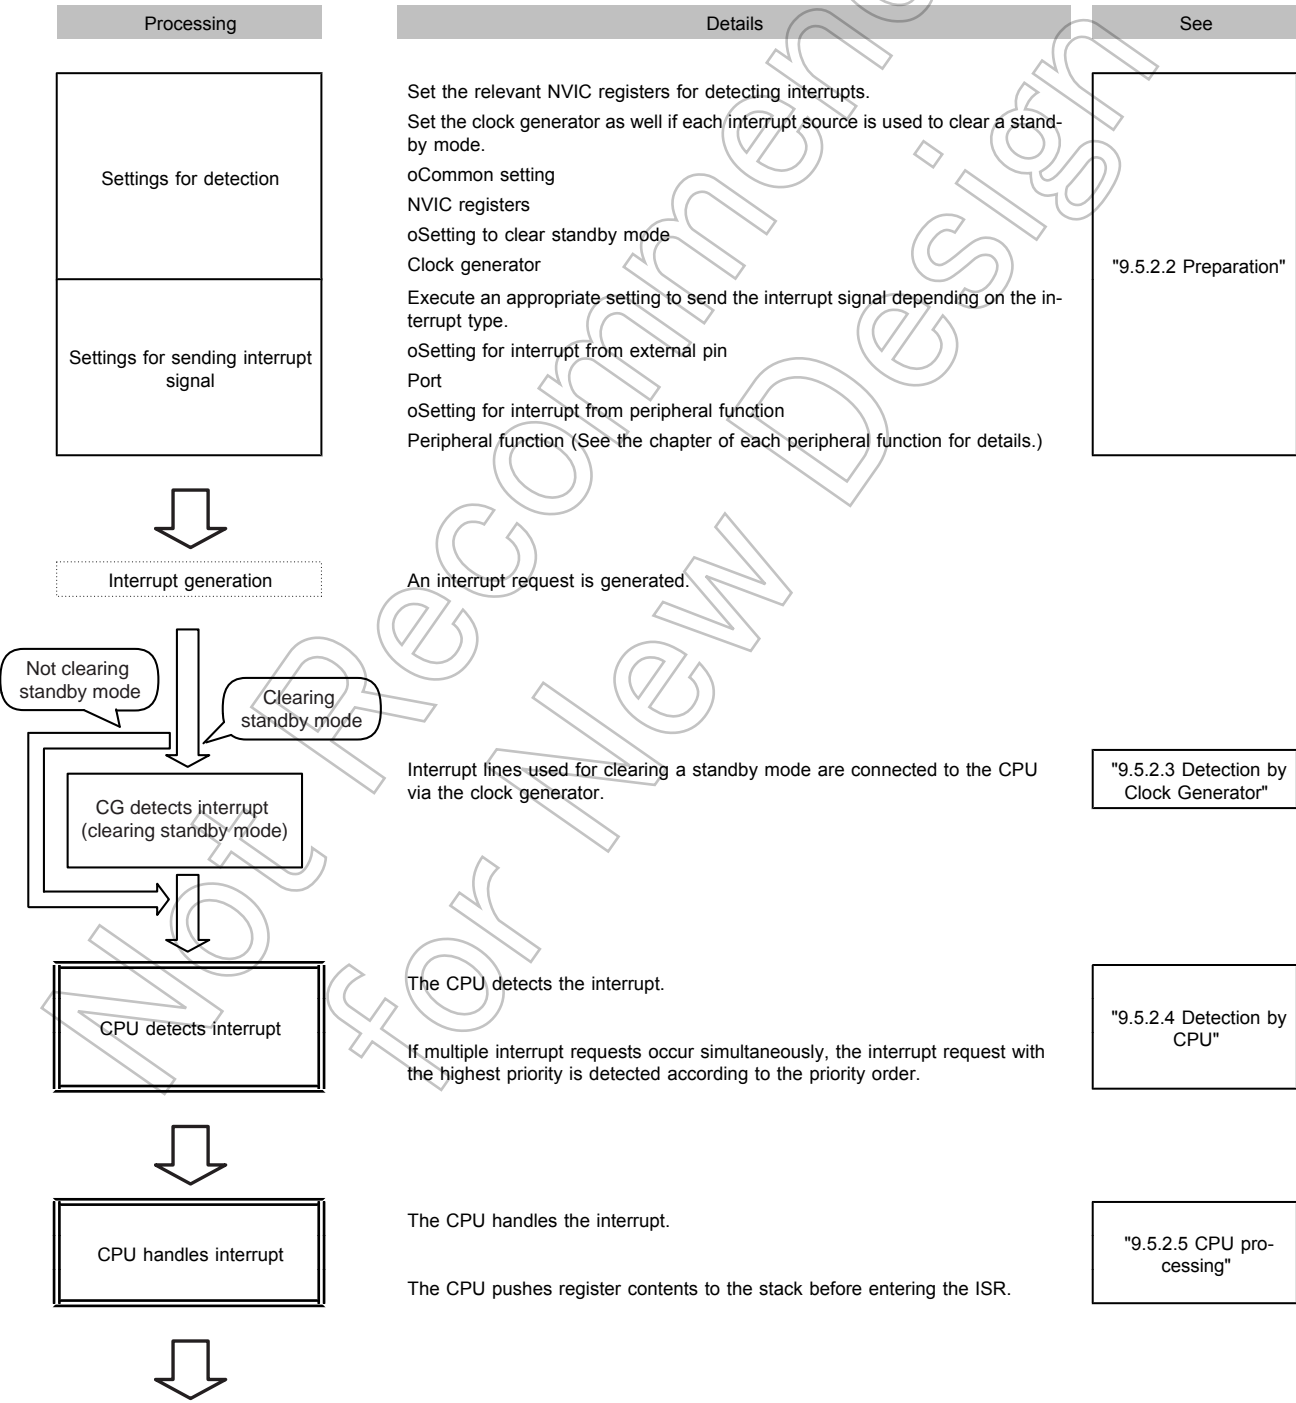 Processing
Details
See
Settings for detection
Set the relevant NVIC registers for detecting interrupts.
Set the clock generator as well if each interrupt source is used to clear a stand-
by mode.
oCommon setting
NVIC registers
oSetting to clear standby mode
Clock generator
"9.5.2.2 Preparation"
Settings for sending interrupt
signal
Execute an appropriate setting to send the interrupt signal depending on the in-
terrupt type.
oSetting for interrupt from external pin
Port
oSetting for interrupt from peripheral function
Peripheral function (See the chapter of each peripheral function for details.)
Interrupt generation
An interrupt request is generated.
Not clearing
standby mode
Clearing
standby mode
CG detects interrupt
(clearing standby mode)
Interrupt lines used for clearing a standby mode are connected to the CPU
via the clock generator.
"9.5.2.3 Detection by
Clock Generator"
CPU detects interrupt
The CPU detects the interrupt.
If multiple interrupt requests occur simultaneously, the interrupt request with
the highest priority is detected according to the priority order.
"9.5.2.4 Detection by
CPU"
CPU handles interrupt
The CPU handles the interrupt.
The CPU pushes register contents to the stack before entering the ISR.
"9.5.2.5 CPU pro-
cessing"
Not Recommen
for New Design